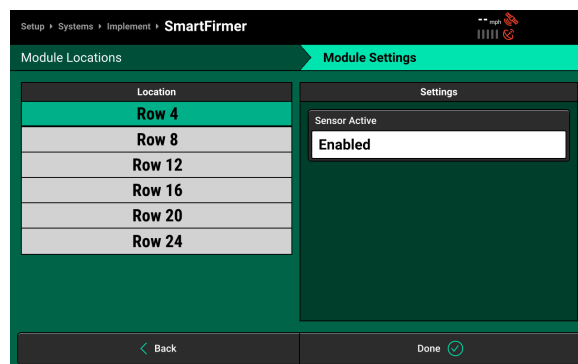 Setup › Systems › Implement › SmartFirmer
-- mph
Module Locations
Module Settings
Location
Row 4
Row 8
Row 12
Row 16
Row 20
Row 24
Settings
Sensor Active
Enabled
Back
Done